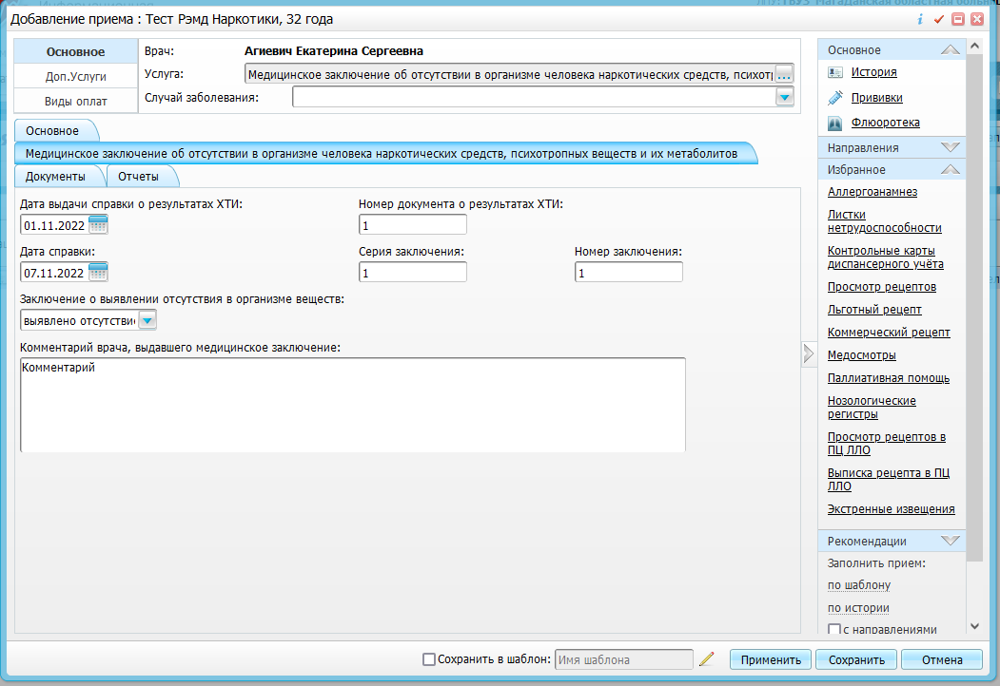 Добавление приема : Тест Рэмд Наркотики, 32 года
Основное
Доп.Услуги
Виды оплат
Врач: Агиевич Екатерина Сергеевна
Услуга: Медицинское заключение об отсутствии в организме человека наркотических средств, психотр ...
Случай заболевания:
Основное
Медицинское заключение об отсутствии в организме человека наркотических средств, психотропных веществ и их метаболитов
Документы Отчеты
Дата выдачи справки о результатах ХТИ: Номер документа о результатах ХТИ:
01.11.2022 1
Дата справки: Серия заключения: Номер заключения:
07.11.2022 1 1
Заключение о выявлении отсутствия в организме веществ:
выявлено отсутствие
Комментарий врача, выдавшего медицинское заключение:
Комментарий
Основное
История
Прививки
Флюоротека
Направления
Избранное
Аллергоанамнез
Листки
нетрудоспособности
Контрольные карты
диспансерного учёта
Просмотр рецептов
Льготный рецепт
Коммерческий рецепт
Медосмотры
Паллиативная помощь
Нозологические
регистры
Просмотр рецептов в
ПЦ ЛЛО
Выписка рецепта в ПЦ
ЛЛО
Экстренные извещения
Рекомендации
Заполнить прием:
по шаблону
по истории
с направлениями
Сохранить в шаблон: Имя шаблона Применить Сохранить Отмена